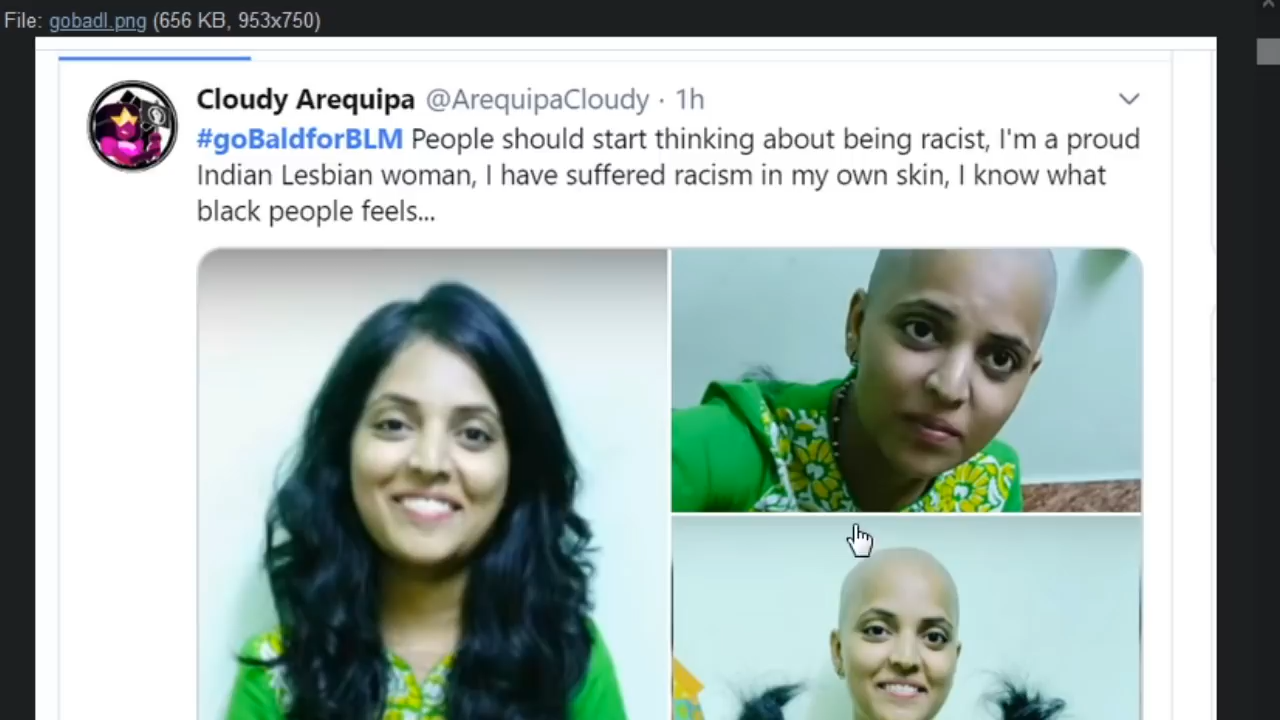 File: gobadl.png (656 KB, 953x750)
Cloudy Arequipa @ArequipaCloudy · 1h
#goBaldforBLM People should start thinking about being racist, I'm a proud
Indian Lesbian woman, I have suffered racism in my own skin, I know what
black people feels...